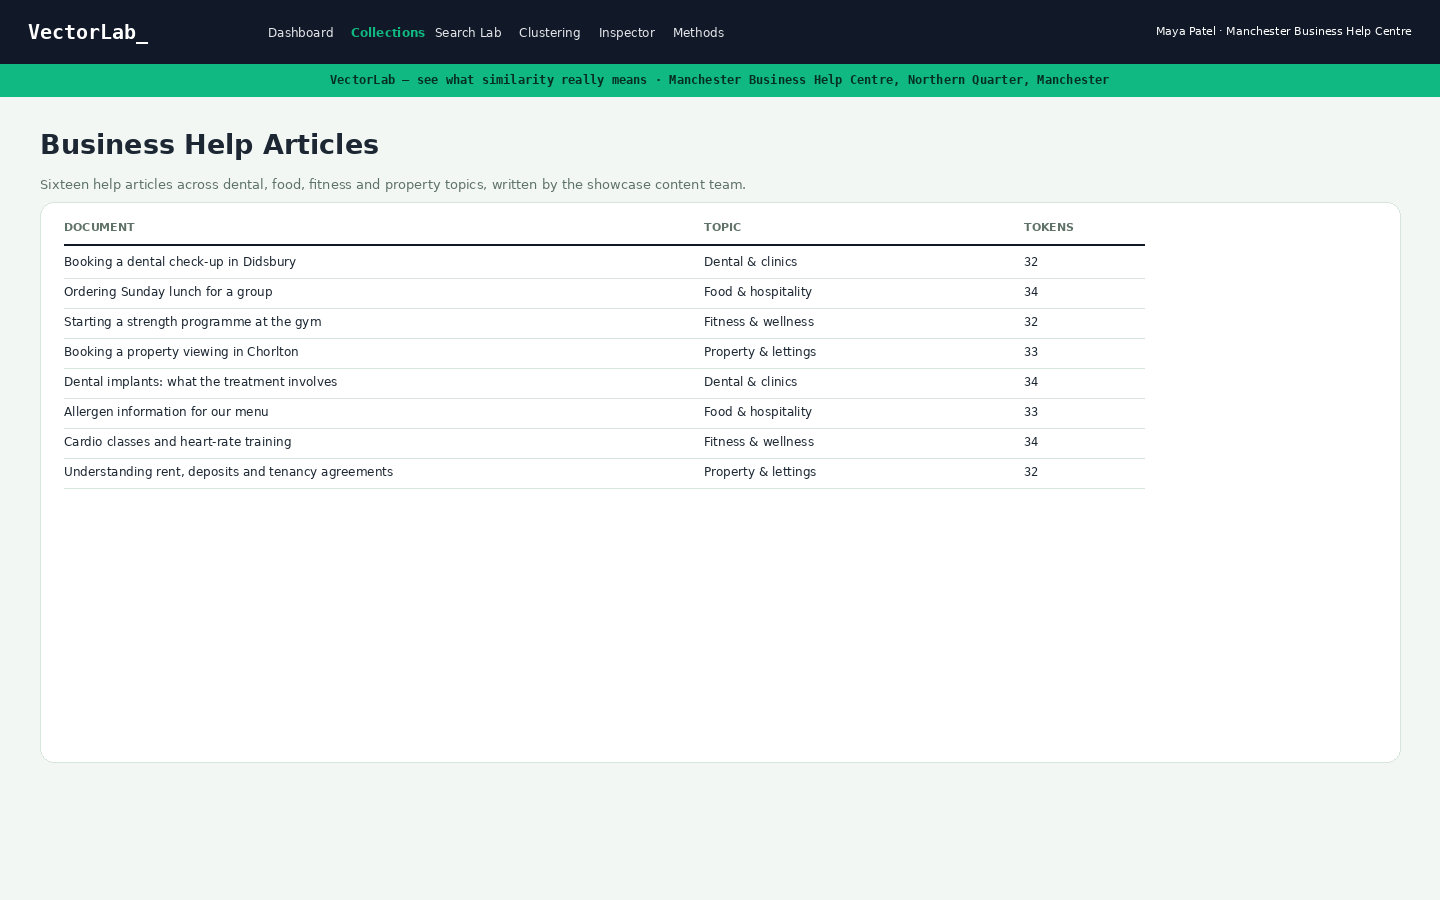 VectorLab_
Dashboard Collections Search Lab Clustering Inspector Methods
Maya Patel · Manchester Business Help Centre
VectorLab — see what similarity really means · Manchester Business Help Centre, Northern Quarter, Manchester
Business Help Articles
Sixteen help articles across dental, food, fitness and property topics, written by the showcase content team.
DOCUMENT TOPIC TOKENS
Booking a dental check-up in Didsbury Dental & clinics 32
Ordering Sunday lunch for a group Food & hospitality 34
Starting a strength programme at the gym Fitness & wellness 32
Booking a property viewing in Chorlton Property & lettings 33
Dental implants: what the treatment involves Dental & clinics 34
Allergen information for our menu Food & hospitality 33
Cardio classes and heart-rate training Fitness & wellness 34
Understanding rent, deposits and tenancy agreements Property & lettings 32